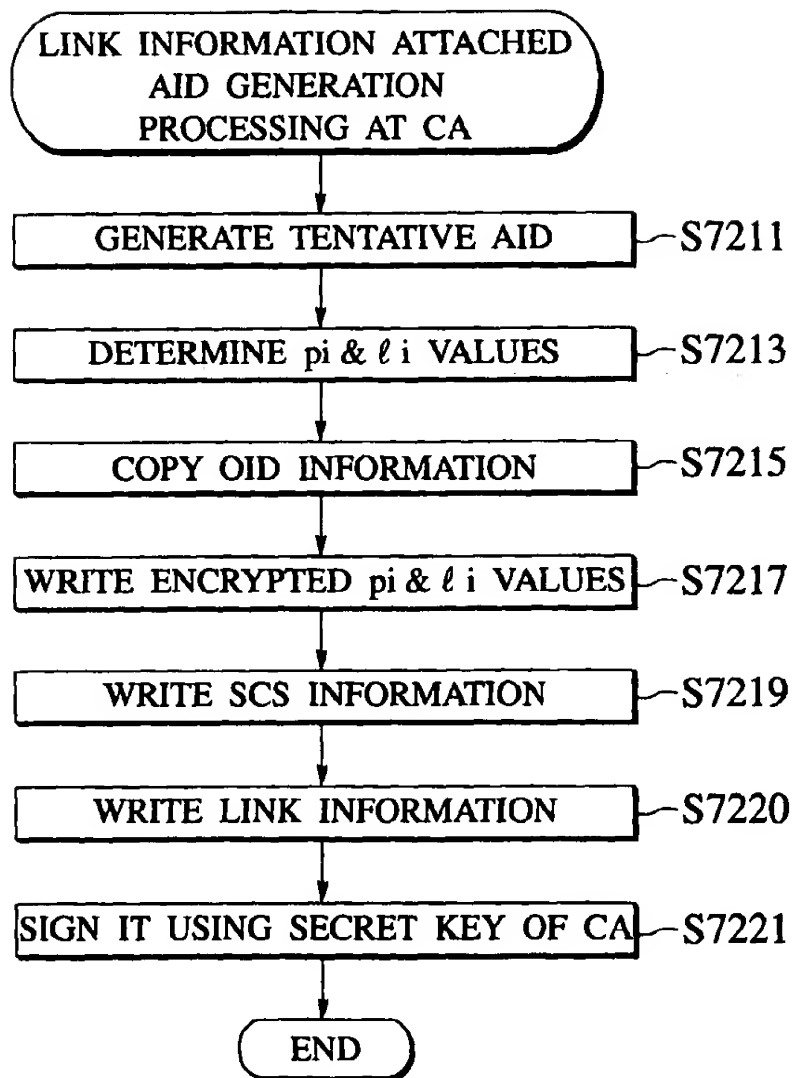 LINK INFORMATION ATTACHED
AID GENERATION
PROCESSING AT CA
GENERATE TENTATIVE AID S7211
DETERMINE pi & ℓ i VALUES S7213
COPY OID INFORMATION S7215
WRITE ENCRYPTED pi & ℓ i VALUES S7217
WRITE SCS INFORMATION S7219
WRITE LINK INFORMATION S7220
SIGN IT USING SECRET KEY OF CA S7221
END